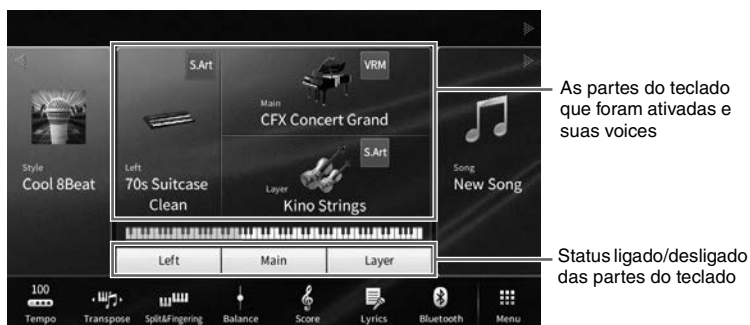 S.Art
VRM
Main
CFX Concert Grand
Style
Cool 8Beat
Left
70s Suitcase
Clean
S.Art
Layer
Kino Strings
Song
New Song
Left
Main
Layer
100
Tempo
Transpose
Split&Fingering
Balance
Score
Lyrics
Bluetooth
Menu
As partes do teclado
que foram ativadas e
suas voices
Status ligado/desligado
das partes do teclado